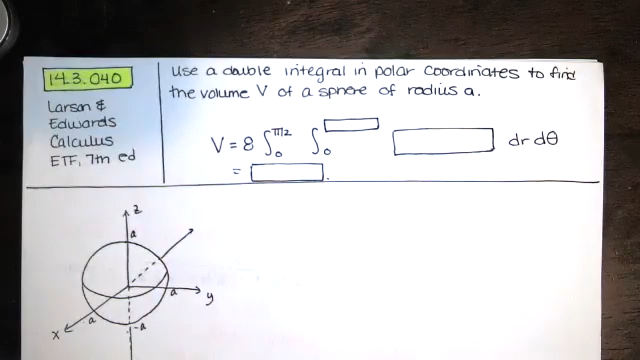 14.3.040
Larson &
Edwards
Calculus
ETF, 7th ed
Use a double integral in polar coordinates to find
the volume V of a sphere of radius a.
V = 8 ∫₀^π/2 ∫₀ dr dθ
= .
z
a
a
y
a
x
-a